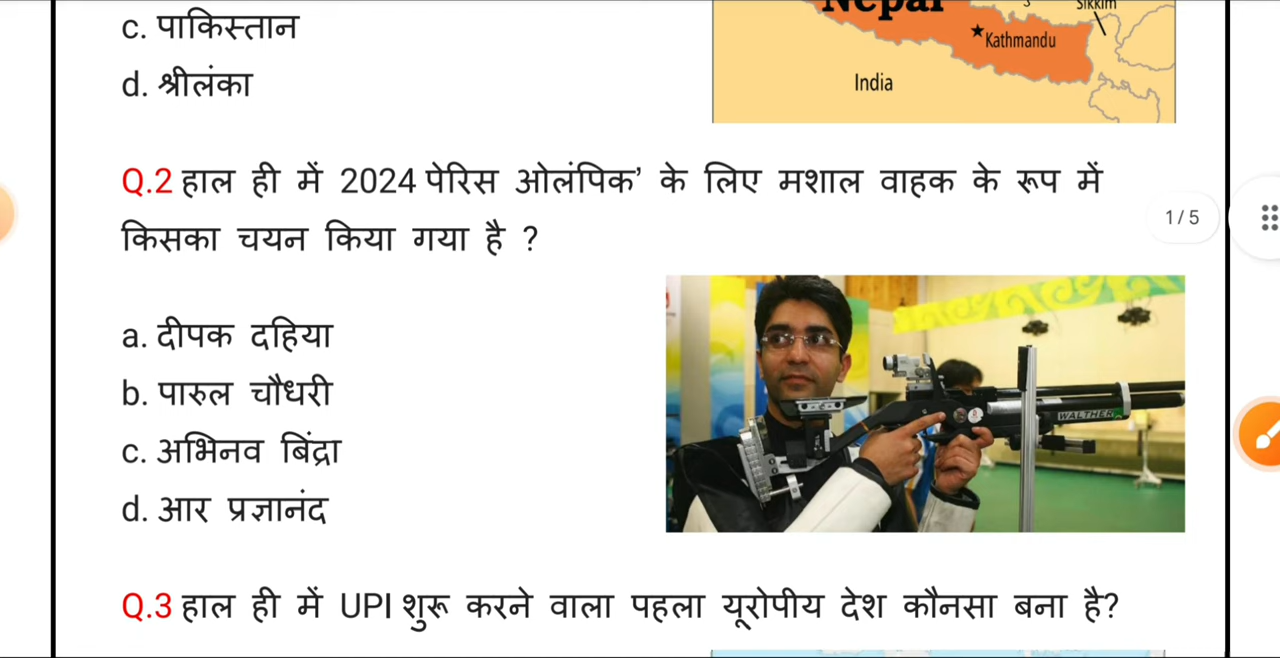 c. पाकिस्तान
d. श्रीलंका
Nepal
Sikkim
Kathmandu
India
Q.2 हाल ही में 2024 पेरिस ओलंपिक’ के लिए मशाल वाहक के रूप में
किसका चयन किया गया है ?
1 / 5
a. दीपक दहिया
b. पारुल चौधरी
c. अभिनव बिंद्रा
d. आर प्रज्ञानंद
WALTHER
Q.3 हाल ही में UPI शुरू करने वाला पहला यूरोपीय देश कौनसा बना है?